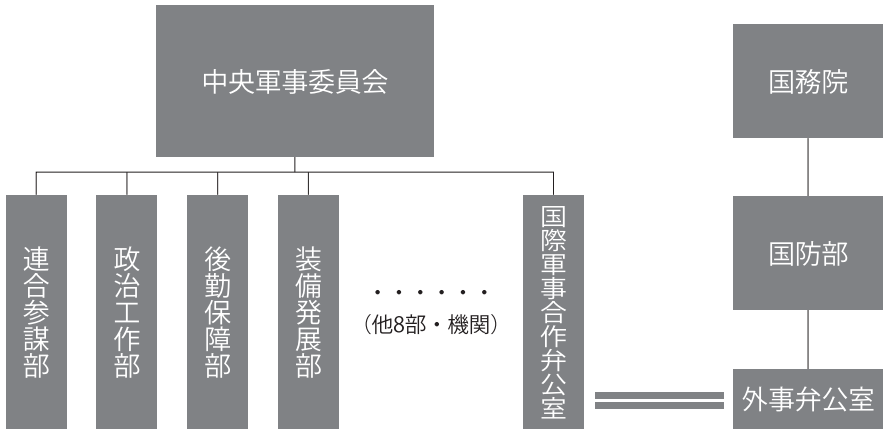 中央軍事委員会
国務院
連合参謀部
政治工作部
後勤保障部
装備発展部
・・・・・・
（他8部・機関）
国際軍事合作弁公室
国防部
外事弁公室